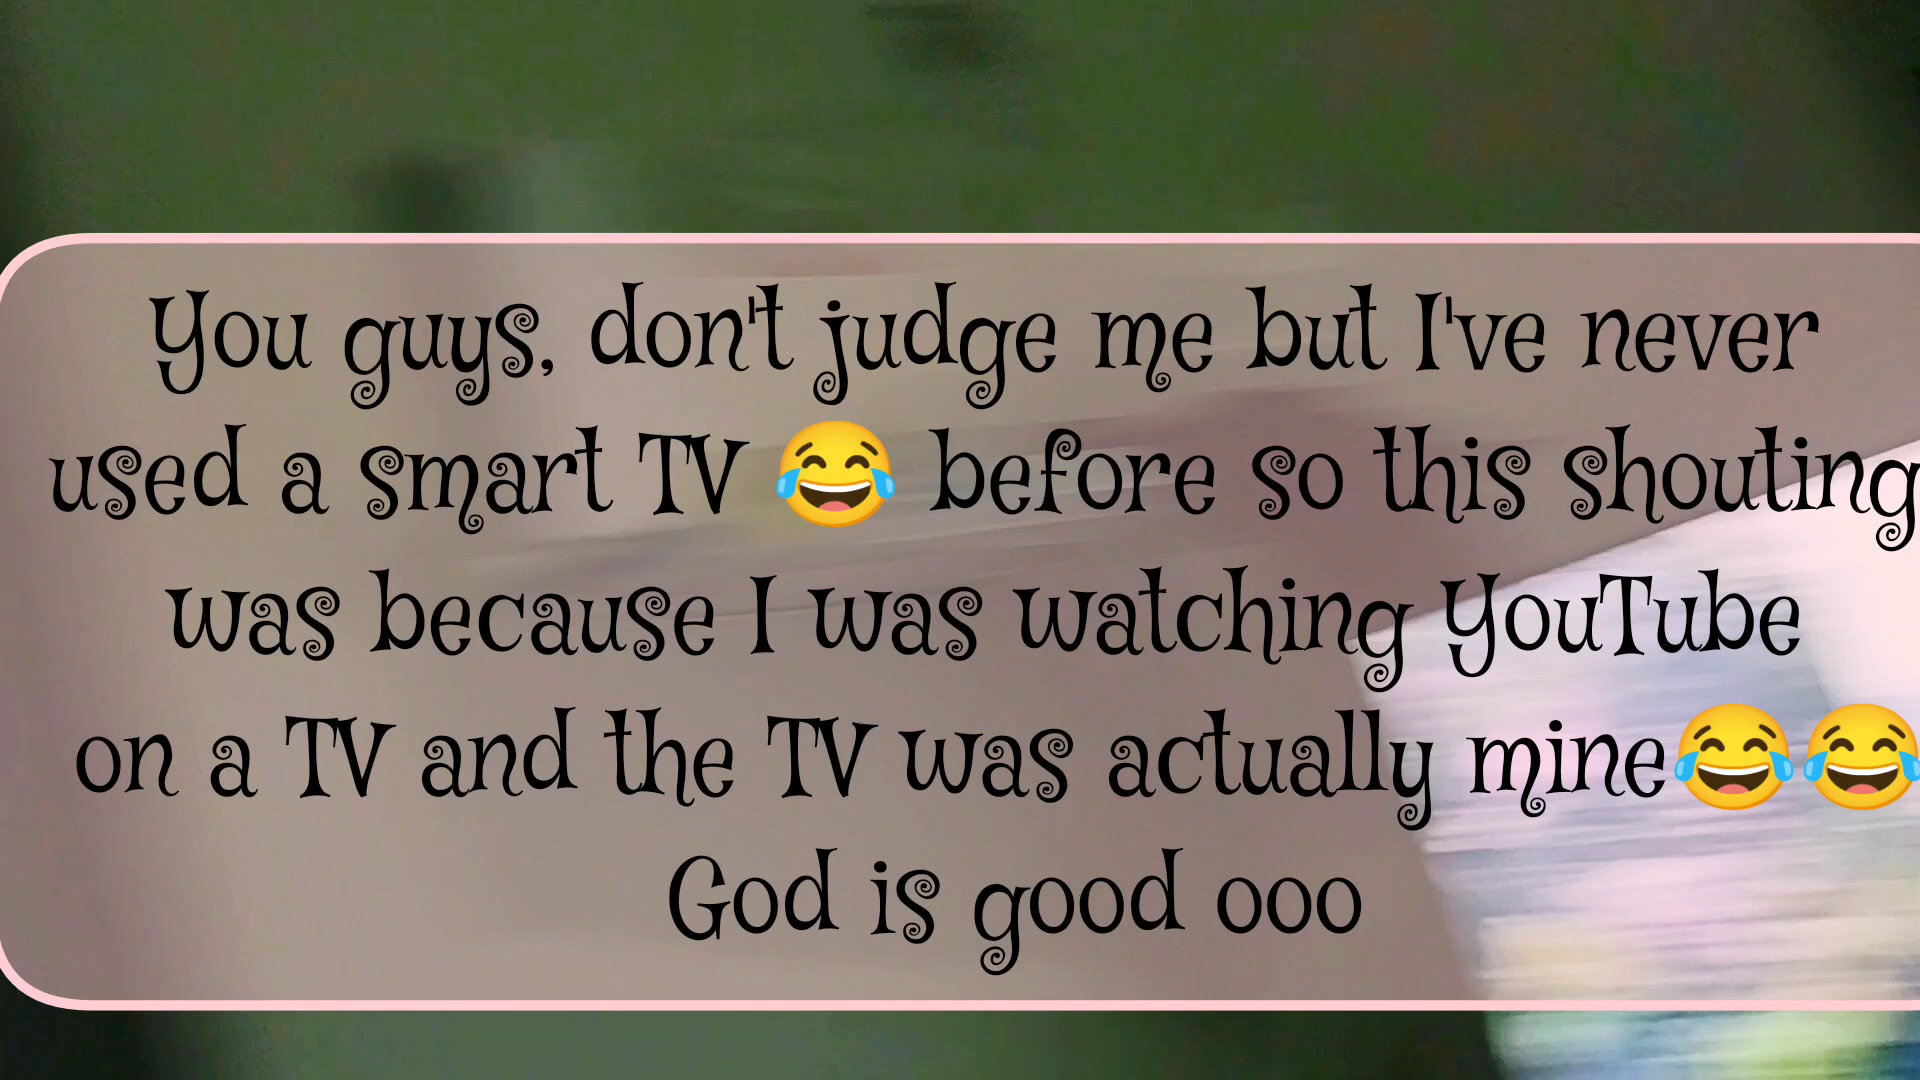 You guys, don't judge me but I've never
used a smart TV 😂 before so this shouting
was because I was watching YouTube
on a TV and the TV was actually mine😂😂
God is good ooo